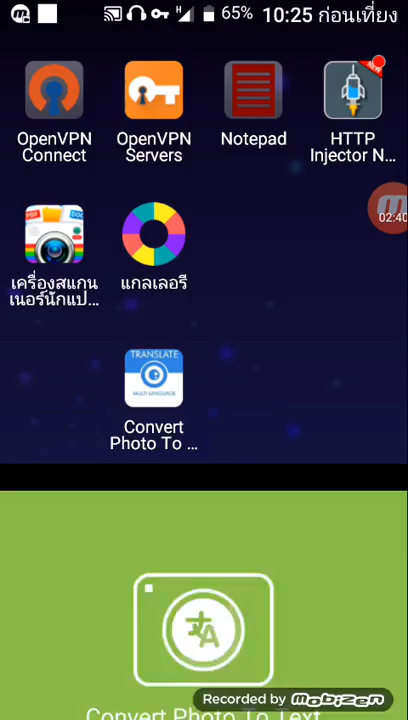 65% 10:25 ก่อนเที่ยง
OpenVPN
Connect
OpenVPN
Servers
Notepad
HTTP
Injector N...
02:40
PDF
DOC
เครื่องสแกน
เนอร์นักแป...
แกลเลอรี
TRANSLATE
MULTI LANGUAGE
Convert
Photo To ...
Convert Photo To Text
Recorded by Mobizen